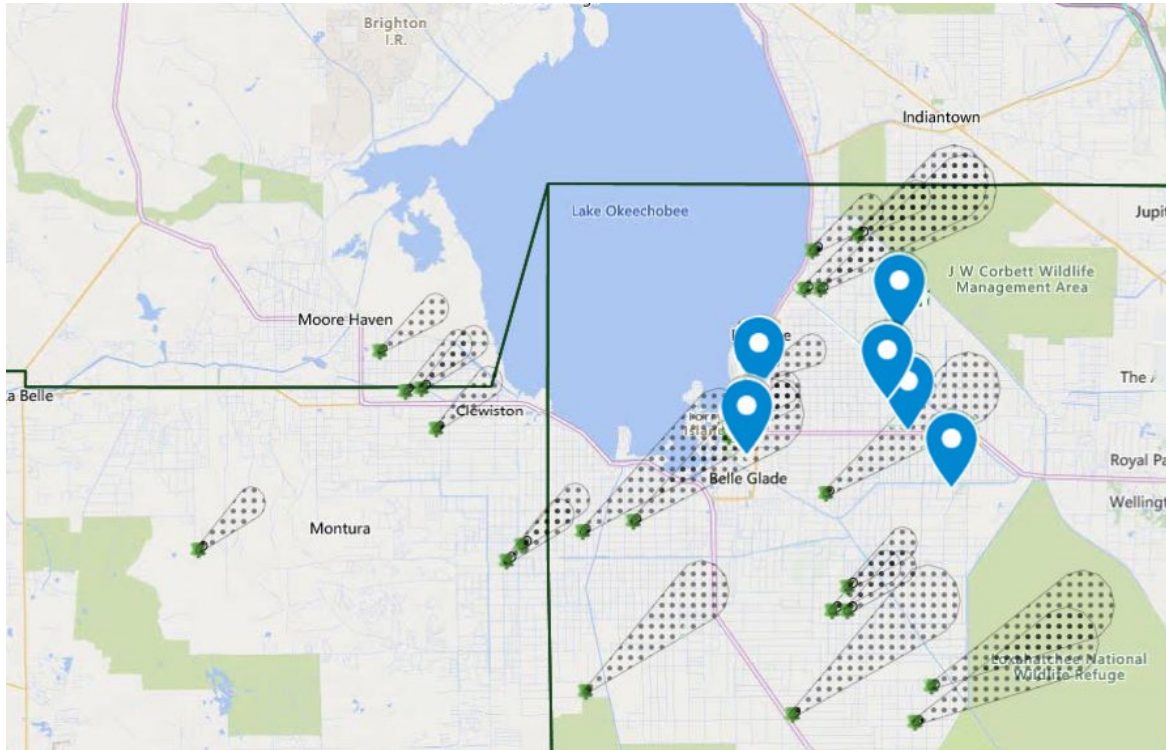 Brighton
I.R.
Indiantown
Lake Okeechobee
Jupit
J W Corbett Wildlife
Management Area
Moore Haven
The A
a Belle
Clewiston
Island
Belle Glade
Royal Pa
Wellingt
Montura
Loxahatchee National
Wildlife Refuge